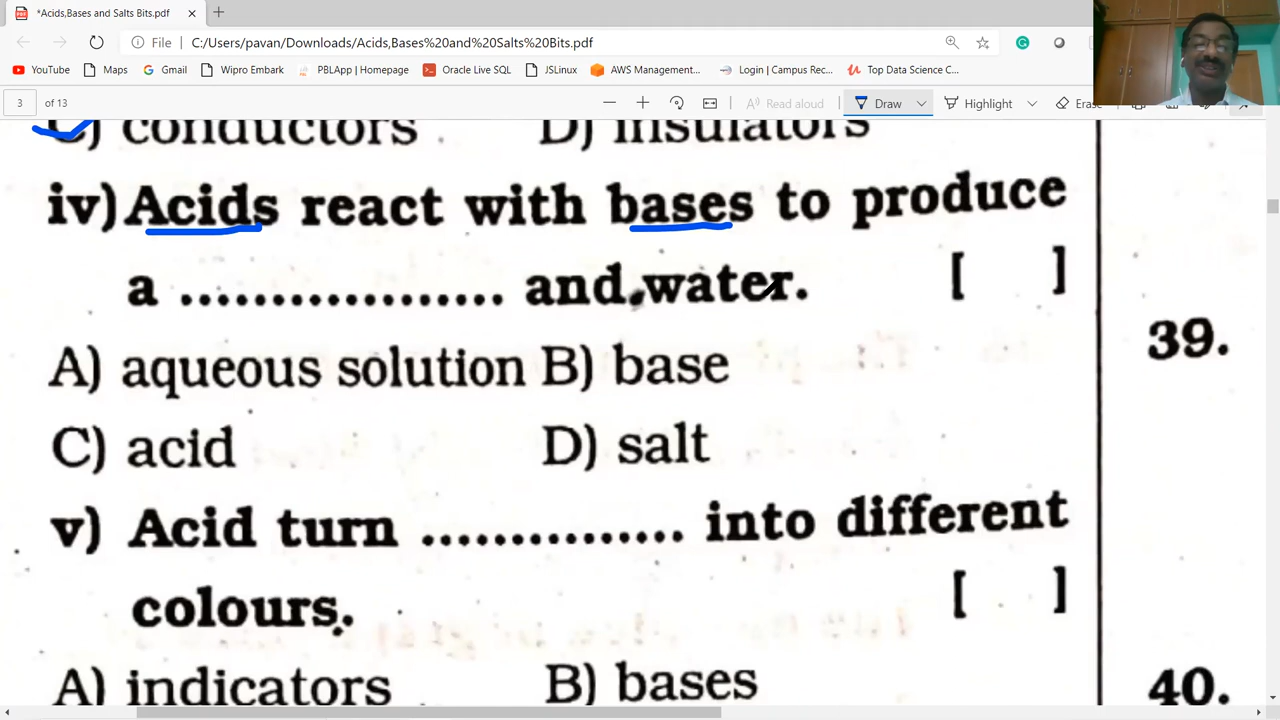 *Acids,Bases and Salts Bits.pdf
File C:/Users/pavan/Downloads/Acids,Bases%20and%20Salts%20Bits.pdf
YouTube Maps Gmail Wipro Embark PBLApp | Homepage Oracle Live SQL JSLinux AWS Management... Login | Campus Rec... Top Data Science C...
3 of 13 Read aloud Draw Highlight Erase
C) conductors D) insulators
iv) Acids react with bases to produce
a .................. and water. [ ]
39.
A) aqueous solution B) base
C) acid D) salt
v) Acid turn ............... into different
colours. [ ]
A) indicators B) bases
40.